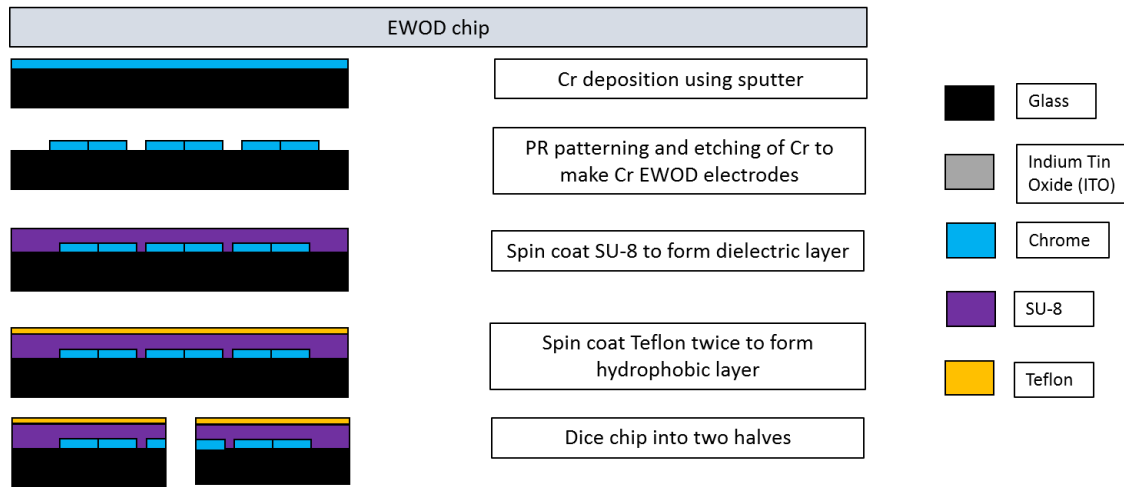 EWOD chip
Cr deposition using sputter
Glass
PR patterning and etching of Cr to
make Cr EWOD electrodes
Indium Tin
Oxide (ITO)
Spin coat SU-8 to form dielectric layer
Chrome
SU-8
Spin coat Teflon twice to form
hydrophobic layer
Teflon
Dice chip into two halves